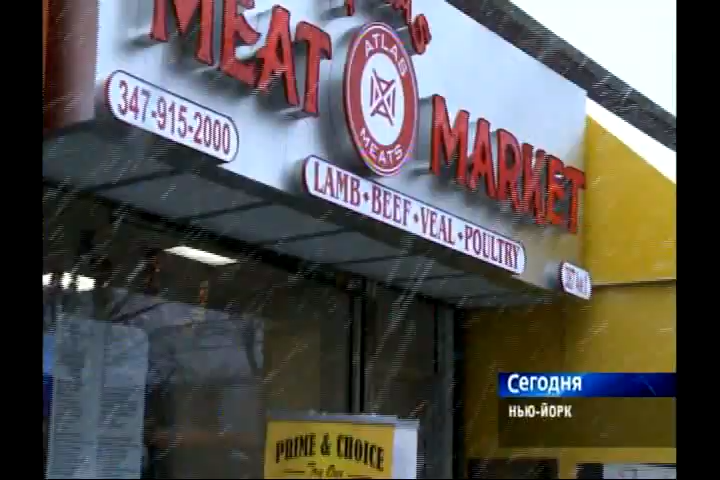 MEAT
ATLAS
MEATS
MARKET
347-915-2000
LAMB • BEEF • VEAL • POULTRY
PRIME & CHOICE
Сегодня
НЬЮ-ЙОРК